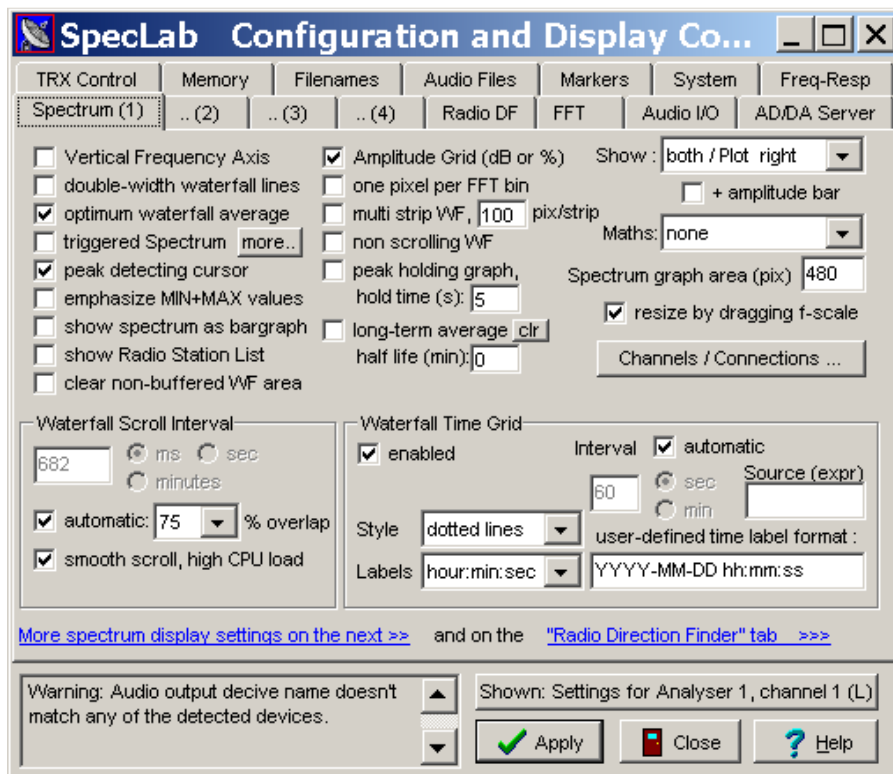 SpecLab Configuration and Display Co...
TRX Control Memory Filenames Audio Files Markers System Freq-Resp
Spectrum (1) .. (2) .. (3) .. (4) Radio DF FFT Audio I/O AD/DA Server
Vertical Frequency Axis
double-width waterfall lines
optimum waterfall average
triggered Spectrum more..
peak detecting cursor
emphasize MIN+MAX values
show spectrum as bargraph
show Radio Station List
clear non-buffered WF area
Amplitude Grid (dB or %)
one pixel per FFT bin
multi strip WF, 100 pix/strip
non scrolling WF
peak holding graph,
hold time (s): 5
long-term average clr
half life (min): 0
Show : both / Plot right
+ amplitude bar
Maths: none
Spectrum graph area (pix) 480
resize by dragging f-scale
Channels / Connections ...
Waterfall Scroll Interval
682 ms sec
minutes
automatic: 75 % overlap
smooth scroll, high CPU load
Waterfall Time Grid
enabled
Interval automatic
60 sec
min
Source (expr)
Style dotted lines
user-defined time label format :
Labels hour:min:sec YYYY-MM-DD hh:mm:ss
More spectrum display settings on the next >> and on the "Radio Direction Finder" tab >>>
Warning: Audio output decive name doesn't
match any of the detected devices.
Shown: Settings for Analyser 1, channel 1 (L)
Apply Close Help